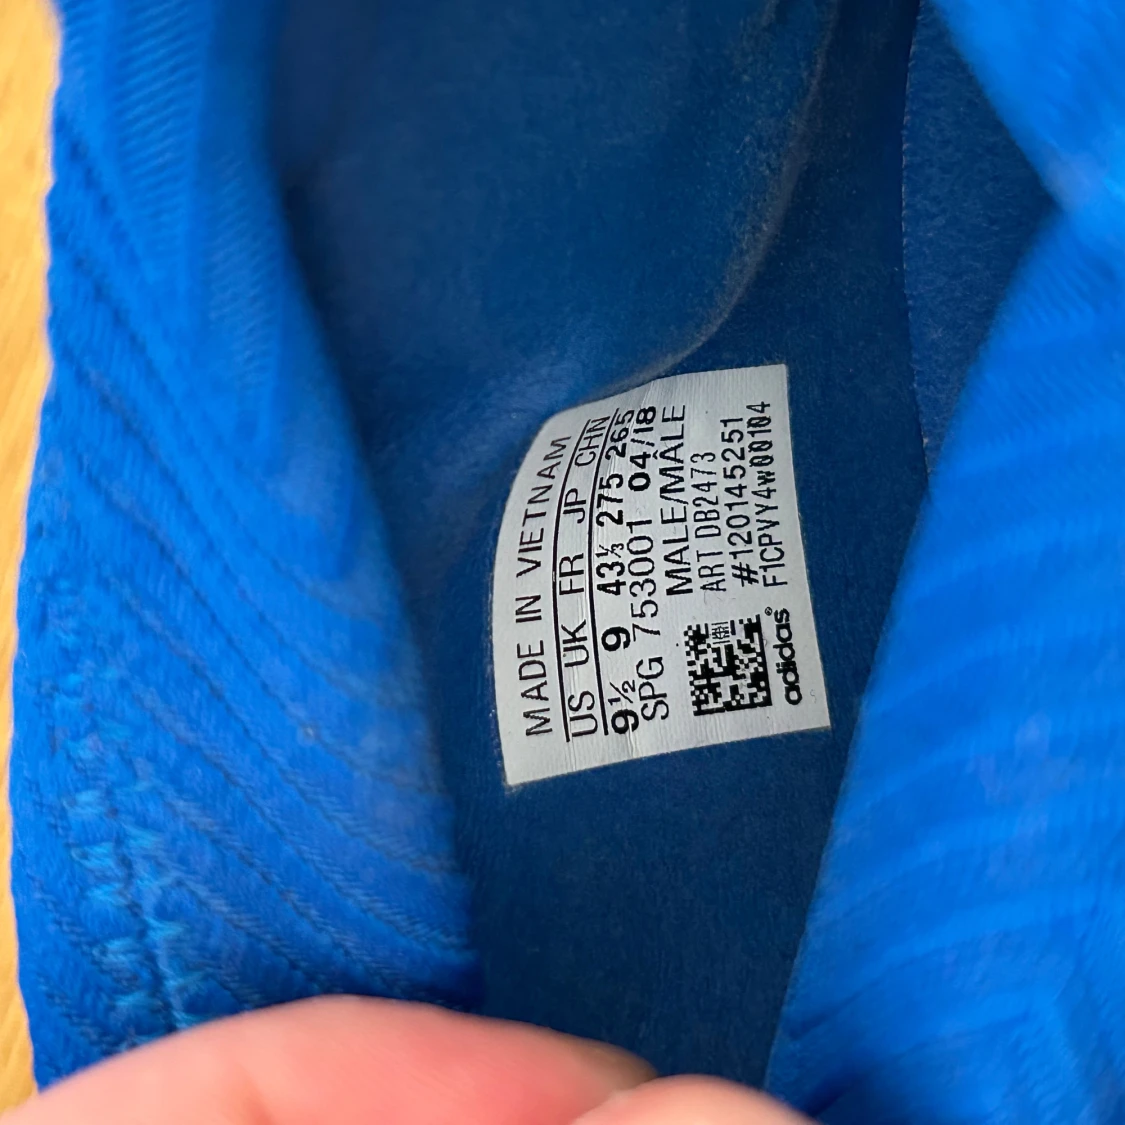 MADE IN VIETNAM
US UK FR JP CHN
9½ 9 43⅓ 275 265
SPG 753001 04/18
MALE/MÂLE
ART DB2473
#120145251
F1CPVY4W00104
adidas®